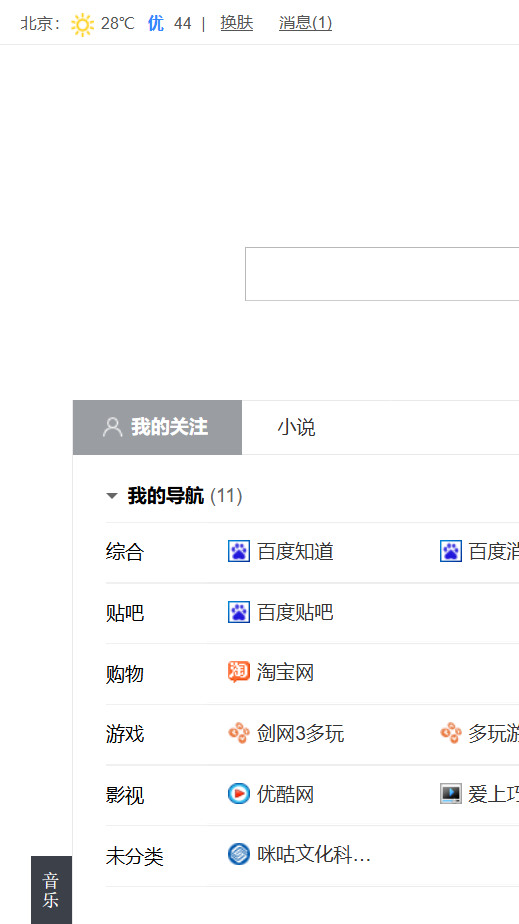 北京： 28℃ 优 44 | 换肤 消息(1)
我的关注 小说
我的导航 (11)
综合 百度知道 百度消
贴吧 百度贴吧
购物 淘宝网
游戏 剑网3多玩 多玩游
影视 优酷网 爱上巧
未分类 咪咕文化科…
音
乐